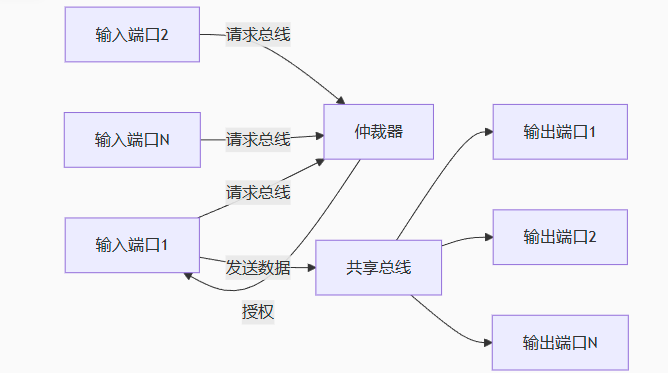 输入端口2
请求总线
仲裁器
输出端口1
输入端口N
请求总线
请求总线
输入端口1
发送数据
共享总线
输出端口2
授权
输出端口N